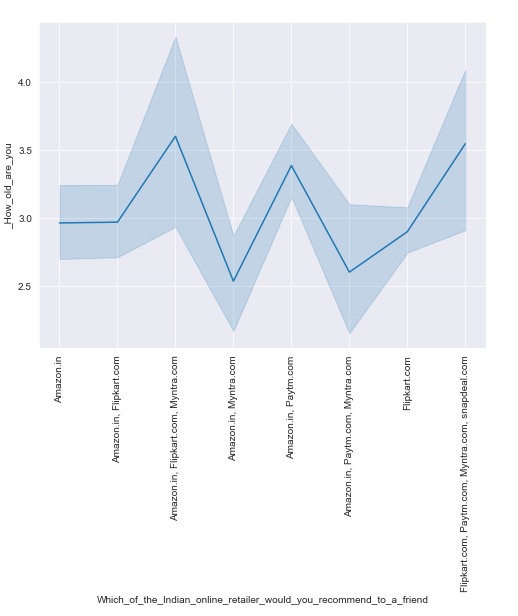 4.0
3.5
3.0
2.5
_How_old_are_you
Amazon.in
Amazon.in, Flipkart.com
Amazon.in, Flipkart.com, Myntra.com
Amazon.in, Myntra.com
Amazon.in, Paytm.com
Amazon.in, Paytm.com, Myntra.com
Flipkart.com
Flipkart.com, Paytm.com, Myntra.com, snapdeal.com
Which_of_the_Indian_online_retailer_would_you_recommend_to_a_friend